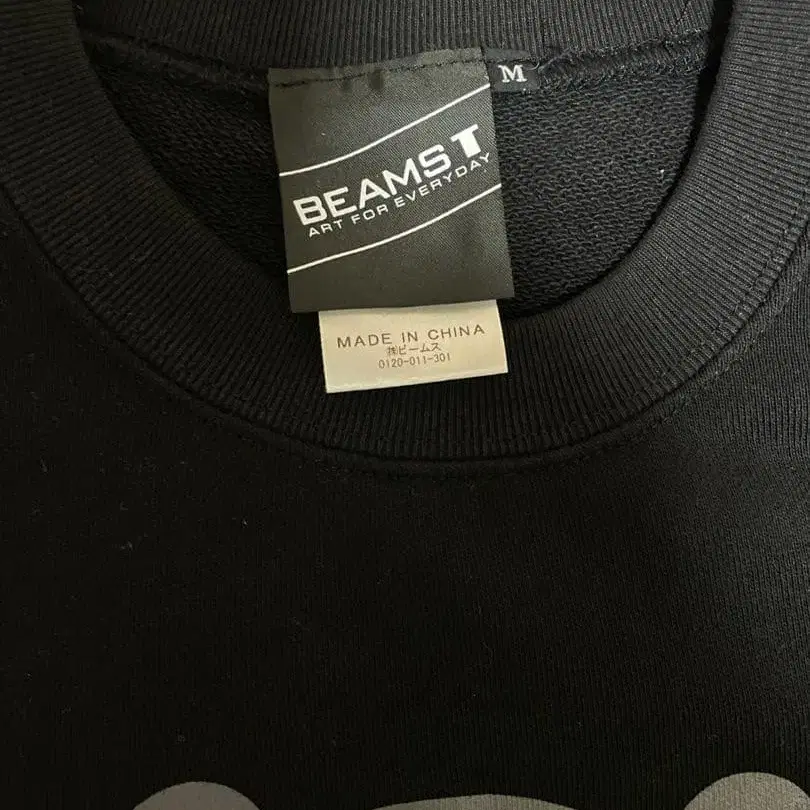 M
BEAMS T
ART FOR EVERYDAY
MADE IN CHINA
㈱ビームス
0120-011-301